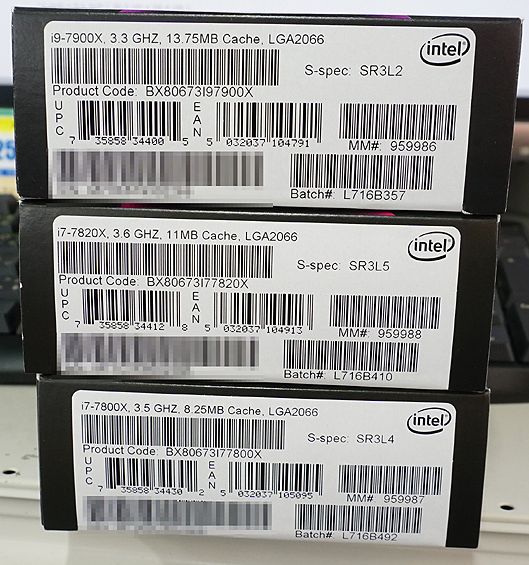 i9-7900X, 3.3 GHZ, 13.75MB Cache, LGA2066
intel
S-spec: SR3L2
Product Code: BX80673I97900X
UPC 7 35858 34400 5 EAN 5 032037 104791
MM#: 959986
Batch#: L716B357
i7-7820X, 3.6 GHZ, 11MB Cache, LGA2066
intel
S-spec: SR3L5
Product Code: BX80673I77820X
UPC 7 35858 34412 8 EAN 5 032037 104913
MM#: 959988
Batch#: L716B410
i7-7800X, 3.5 GHZ, 8.25MB Cache, LGA2066
intel
S-spec: SR3L4
Product Code: BX80673I77800X
UPC 7 35858 34430 2 EAN 5 032037 105095
MM#: 959987
Batch#: L716B492
25